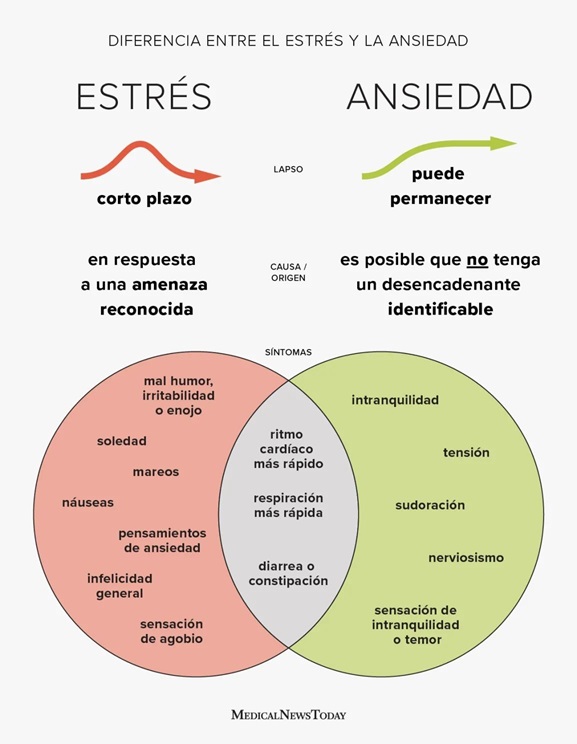 DIFERENCIA ENTRE EL ESTRÉS Y LA ANSIEDAD
ESTRÉS
ANSIEDAD
LAPSO
corto plazo
puede
permanecer
en respuesta
a una amenaza
reconocida
CAUSA /
ORIGEN
es posible que no tenga
un desencadenante
identificable
SÍNTOMAS
mal humor,
irritabilidad
o enojo
soledad
mareos
náuseas
pensamientos
de ansiedad
infelicidad
general
sensación
de agobio
ritmo
cardíaco
más rápido
respiración
más rápida
diarrea o
constipación
intranquilidad
tensión
sudoración
nerviosismo
sensación de
intranquilidad
o temor
MEDICALNEWSTODAY